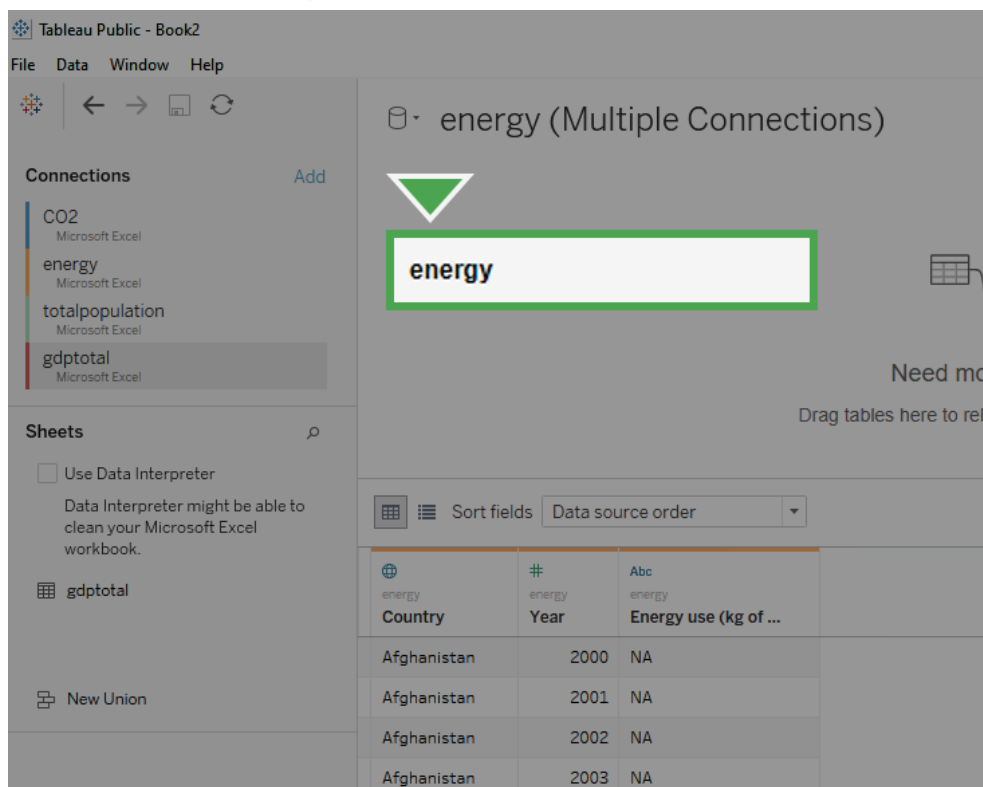 Tableau Public - Book2
File Data Window Help
energy (Multiple Connections)
Connections Add
CO2
Microsoft Excel
energy
Microsoft Excel
totalpopulation
Microsoft Excel
gdptotal
Microsoft Excel
energy
Need
Drag tables here to
Sheets
Use Data Interpreter
Data Interpreter might be able to
clean your Microsoft Excel
workbook.
gdptotal
New Union
Sort fields Data source order
# Abc
energy energy energy
Country Year Energy use (kg of ...
Afghanistan 2000 NA
Afghanistan 2001 NA
Afghanistan 2002 NA
Afghanistan 2003 NA